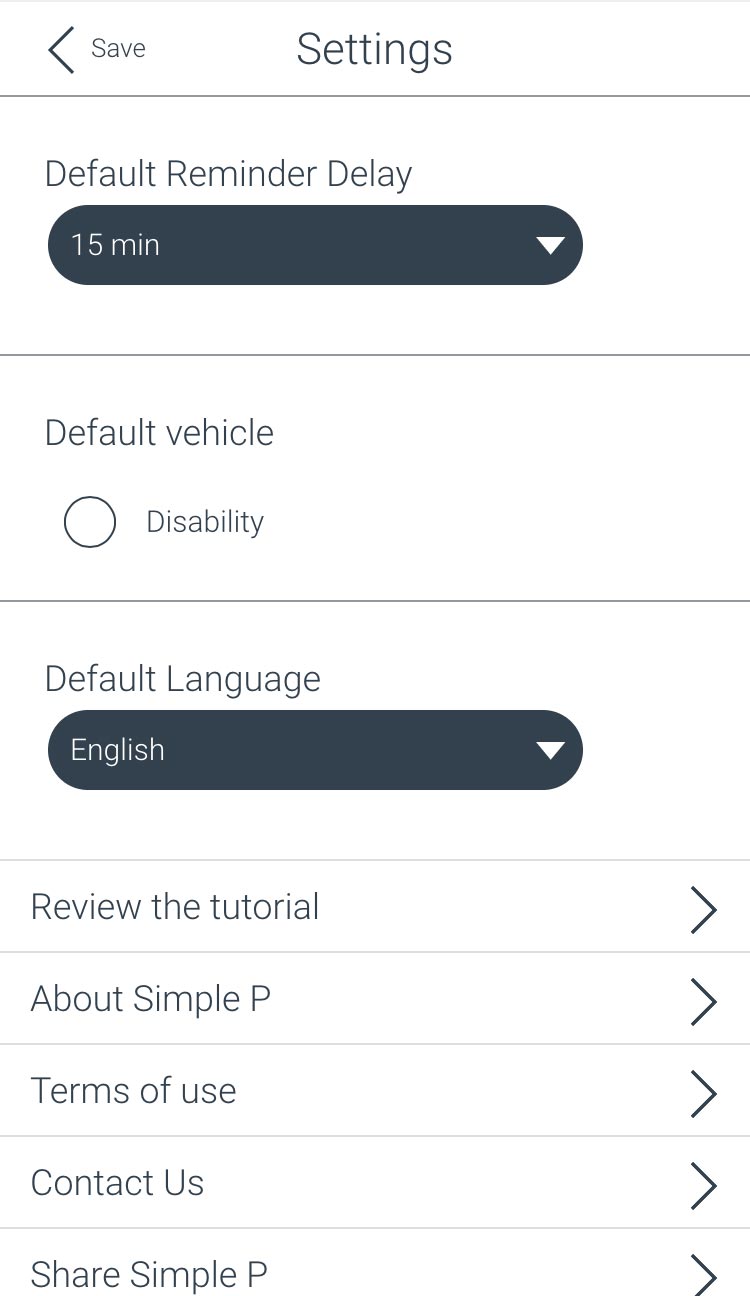 Save
Settings
Default Reminder Delay
15 min
Default vehicle
Disability
Default Language
English
Review the tutorial
About Simple P
Terms of use
Contact Us
Share Simple P